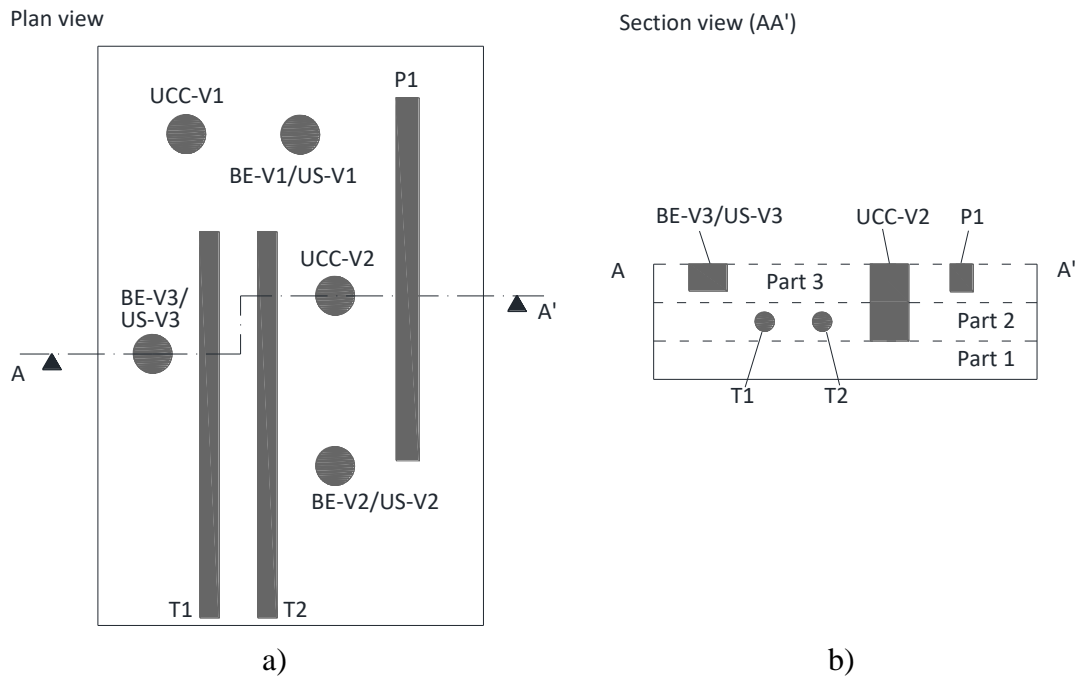 Plan view
Section view (AA')
P1
UCC-V1
BE-V1/US-V1
UCC-V2
BE-V3/
US-V3
A
A'
BE-V2/US-V2
T1
T2
BE-V3/US-V3
UCC-V2
P1
A
A'
Part 3
Part 2
Part 1
T1
T2
a)
b)